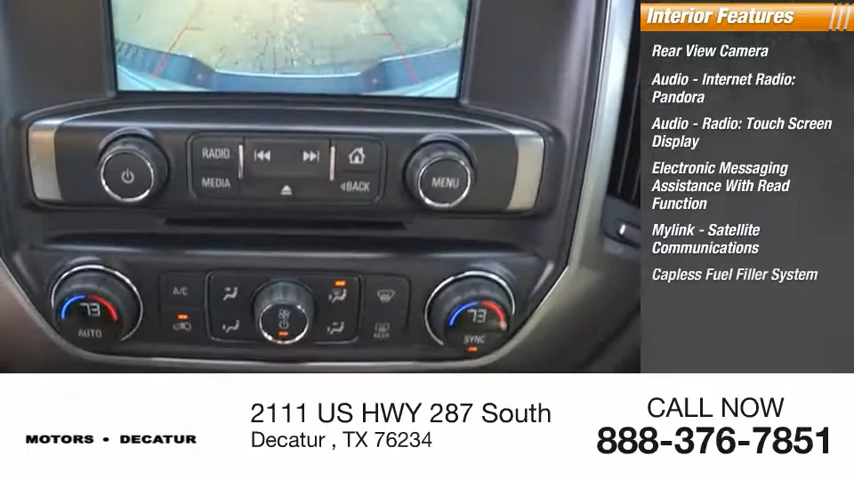 Interior Features
Rear View Camera
Audio - Internet Radio:
Pandora
Audio - Radio: Touch Screen
Display
Electronic Messaging
Assistance With Read
Function
Mylink - Satellite
Communications
Capless Fuel Filler System
RADIO
MEDIA
BACK
MENU
73
AUTO
A/C
73
SYNC
MOTORS • DECATUR
2111 US HWY 287 South
Decatur , TX 76234
CALL NOW
888-376-7851